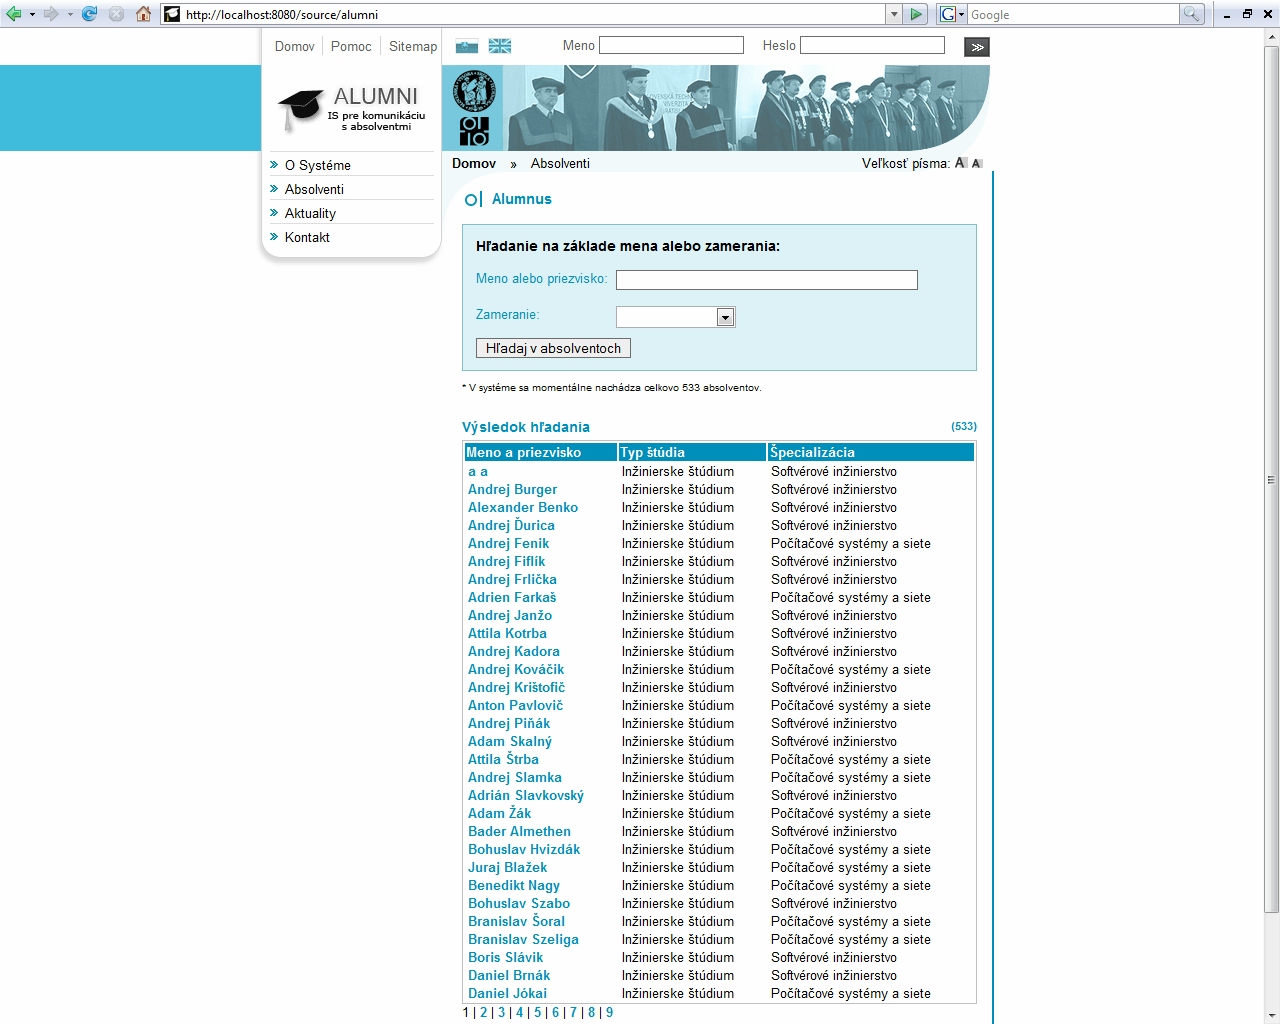 http://localhost:8080/source/alumni
Google
Domov Pomoc Sitemap
Meno Heslo
ALUMNI
IS pre komunikáciu
s absolventmi
O Systéme
Absolventi
Aktuality
Kontakt
Domov » Absolventi
Veľkosť písma: A A
Alumnus
Hľadanie na základe mena alebo zamerania:
Meno alebo priezvisko:
Zameranie:
Hľadaj v absolventoch
* V systéme sa momentálne nachádza celkovo 533 absolventov.
Výsledok hľadania (533)
Meno a priezvisko Typ štúdia Špecializácia
a a Inžinierske štúdium Softvérové inžinierstvo
Andrej Burger Inžinierske štúdium Softvérové inžinierstvo
Alexander Benko Inžinierske štúdium Softvérové inžinierstvo
Andrej Ďurica Inžinierske štúdium Softvérové inžinierstvo
Andrej Fenik Inžinierske štúdium Počítačové systémy a siete
Andrej Fiflík Inžinierske štúdium Softvérové inžinierstvo
Andrej Frlička Inžinierske štúdium Softvérové inžinierstvo
Adrien Farkaš Inžinierske štúdium Počítačové systémy a siete
Andrej Janžo Inžinierske štúdium Softvérové inžinierstvo
Attila Kotrba Inžinierske štúdium Softvérové inžinierstvo
Andrej Kadora Inžinierske štúdium Softvérové inžinierstvo
Andrej Kováčik Inžinierske štúdium Počítačové systémy a siete
Andrej Krištofič Inžinierske štúdium Softvérové inžinierstvo
Anton Pavlovič Inžinierske štúdium Počítačové systémy a siete
Andrej Piňák Inžinierske štúdium Softvérové inžinierstvo
Adam Skalný Inžinierske štúdium Softvérové inžinierstvo
Attila Štrba Inžinierske štúdium Počítačové systémy a siete
Andrej Slamka Inžinierske štúdium Počítačové systémy a siete
Adrián Slavkovský Inžinierske štúdium Softvérové inžinierstvo
Adam Žák Inžinierske štúdium Počítačové systémy a siete
Bader Almethen Inžinierske štúdium Softvérové inžinierstvo
Bohuslav Hvizdák Inžinierske štúdium Počítačové systémy a siete
Juraj Blažek Inžinierske štúdium Počítačové systémy a siete
Benedikt Nagy Inžinierske štúdium Počítačové systémy a siete
Bohuslav Szabo Inžinierske štúdium Softvérové inžinierstvo
Branislav Šoral Inžinierske štúdium Počítačové systémy a siete
Branislav Szeliga Inžinierske štúdium Počítačové systémy a siete
Boris Slávik Inžinierske štúdium Softvérové inžinierstvo
Daniel Brnák Inžinierske štúdium Softvérové inžinierstvo
Daniel Jókai Inžinierske štúdium Počítačové systémy a siete
1 | 2 | 3 | 4 | 5 | 6 | 7 | 8 | 9